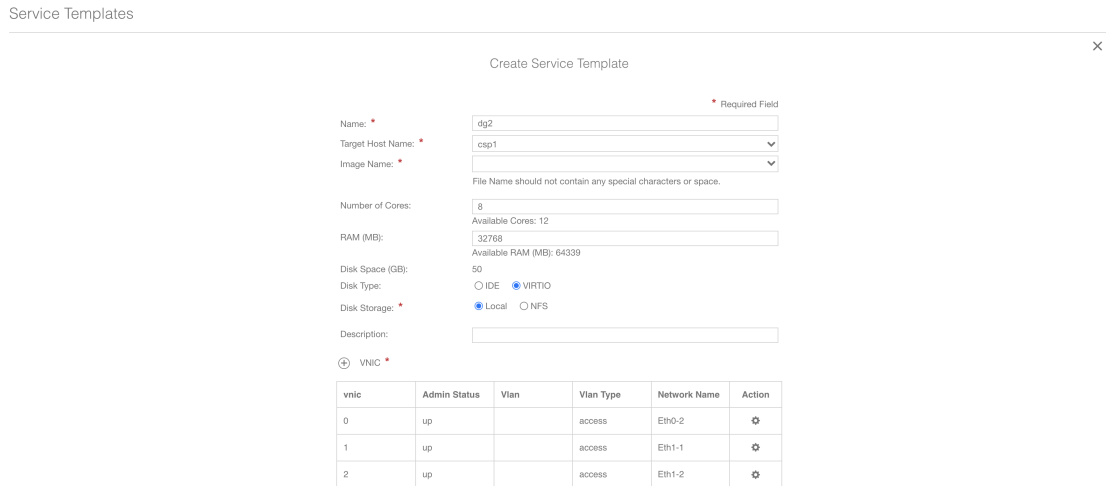 Service Templates
Create Service Template
* Required Field
Name: * dg2
Target Host Name: * csp1
Image Name: *
File Name should not contain any special characters or space.
Number of Cores: 8
Available Cores: 12
RAM (MB): 32768
Available RAM (MB): 64339
Disk Space (GB): 50
Disk Type: IDE VIRTIO
Disk Storage: * Local NFS
Description:
VNIC *
vnic Admin Status Vlan Vlan Type Network Name Action
0 up access Eth0-2
1 up access Eth1-1
2 up access Eth1-2